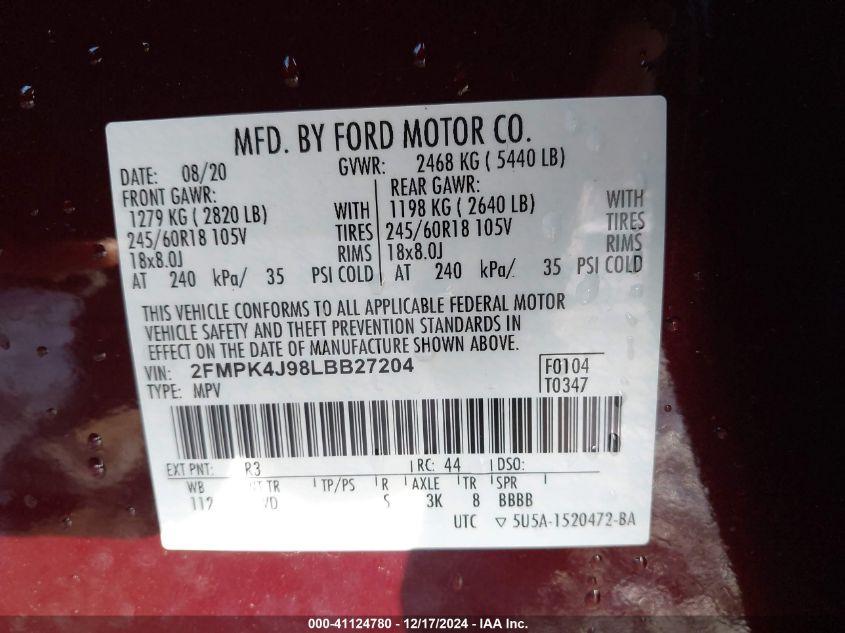 MFD. BY FORD MOTOR CO.
DATE: 08/20 GVWR: 2468 KG ( 5440 LB)
FRONT GAWR: REAR GAWR:
1279 KG ( 2820 LB) WITH 1198 KG ( 2640 LB) WITH
245/60R18 105V TIRES 245/60R18 105V TIRES
18x8.0J RIMS 18x8.0J RIMS
AT 240 kPa/ 35 PSI COLD AT 240 kPa/ 35 PSI COLD
THIS VEHICLE CONFORMS TO ALL APPLICABLE FEDERAL MOTOR
VEHICLE SAFETY AND THEFT PREVENTION STANDARDS IN
EFFECT ON THE DATE OF MANUFACTURE SHOWN ABOVE.
VIN: 2FMPK4J98LBB27204 F0104
TYPE: MPV T0347
EXT PNT: R3 RC: 44 DSO:
WB TR TP/PS R AXLE TR SPR
112 S 3K 8 BBBB
UTC ▽ 5U5A-1520472-BA
000-41124780 - 12/17/2024 - IAA Inc.